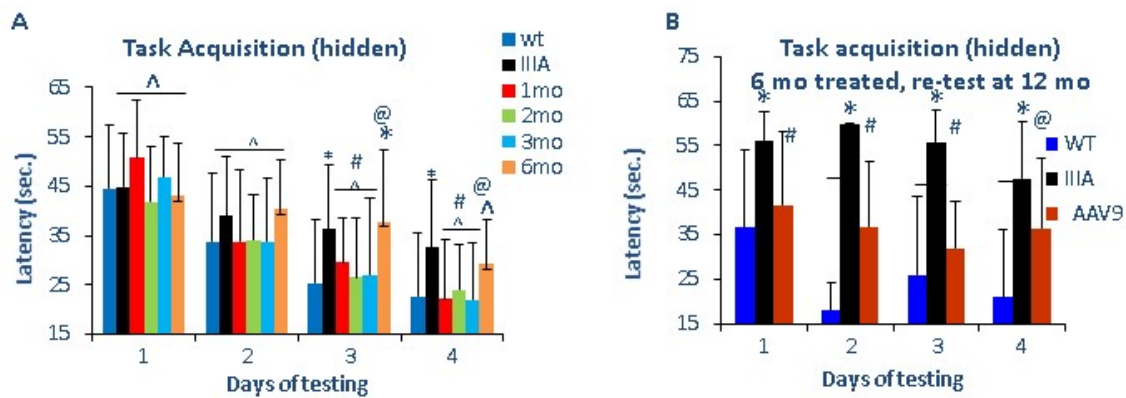 A
Task Acquisition (hidden)
wt
IIIA
1mo
2mo
3mo
6mo
^
^
*
#
^
@
*
*
#
^
@
^
65
55
45
35
25
15
Latency (sec.)
1 2 3 4
Days of testing
B
Task acquisition (hidden)
6 mo treated, re-test at 12 mo
* * * *
# # # @
WT
IIIA
AAV9
75
65
55
45
35
25
15
Latency (sec.)
1 2 3 4
Days of testing